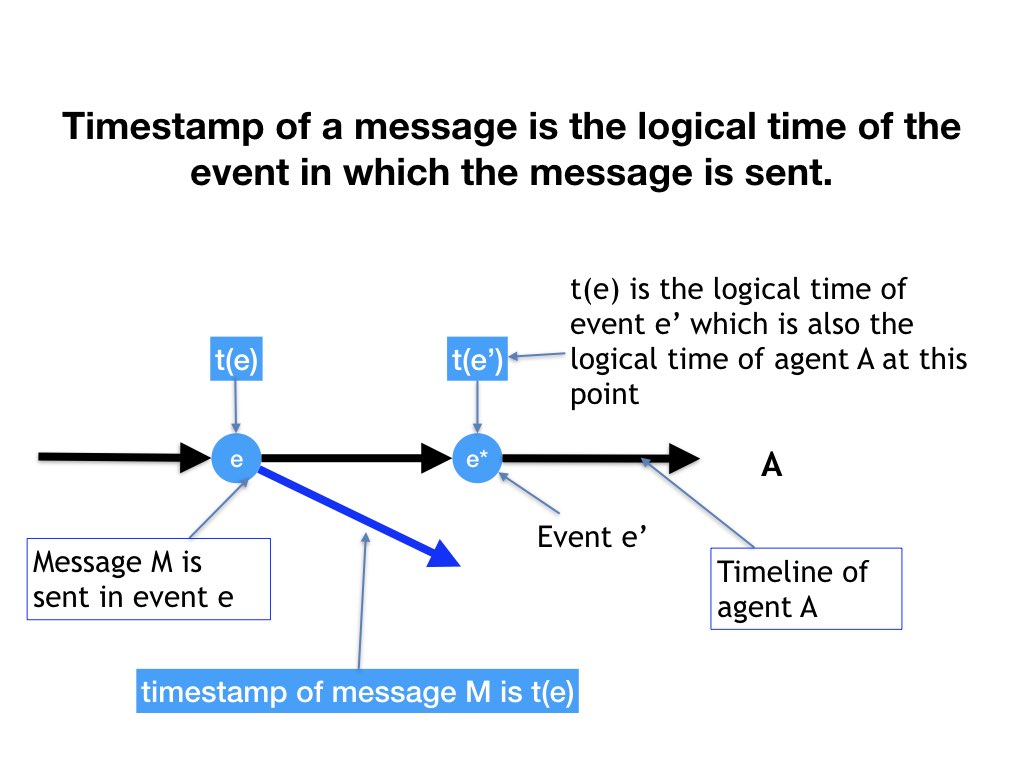 Timestamp of a message is the logical time of the
event in which the message is sent.
t(e) is the logical time of
event e’ which is also the
logical time of agent A at this
point
t(e)
t(e’)
e
e*
A
Event e’
Message M is
sent in event e
Timeline of
agent A
timestamp of message M is t(e)